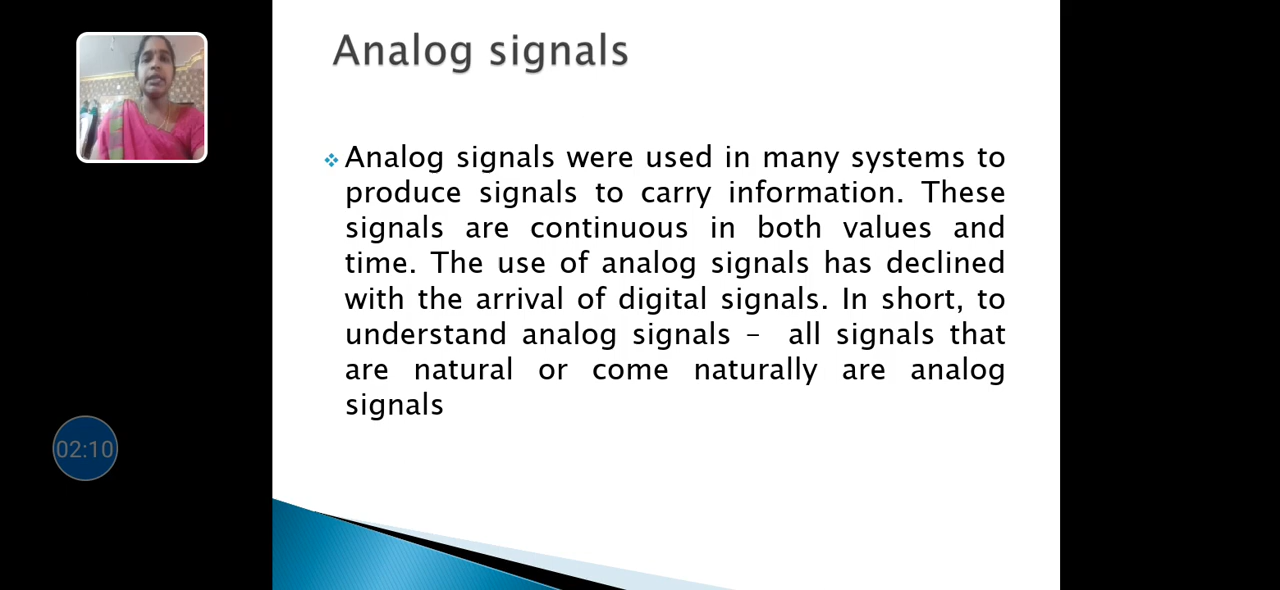 Analog signals
Analog signals were used in many systems to
produce signals to carry information. These
signals are continuous in both values and
time. The use of analog signals has declined
with the arrival of digital signals. In short, to
understand analog signals – all signals that
are natural or come naturally are analog
signals
02:10